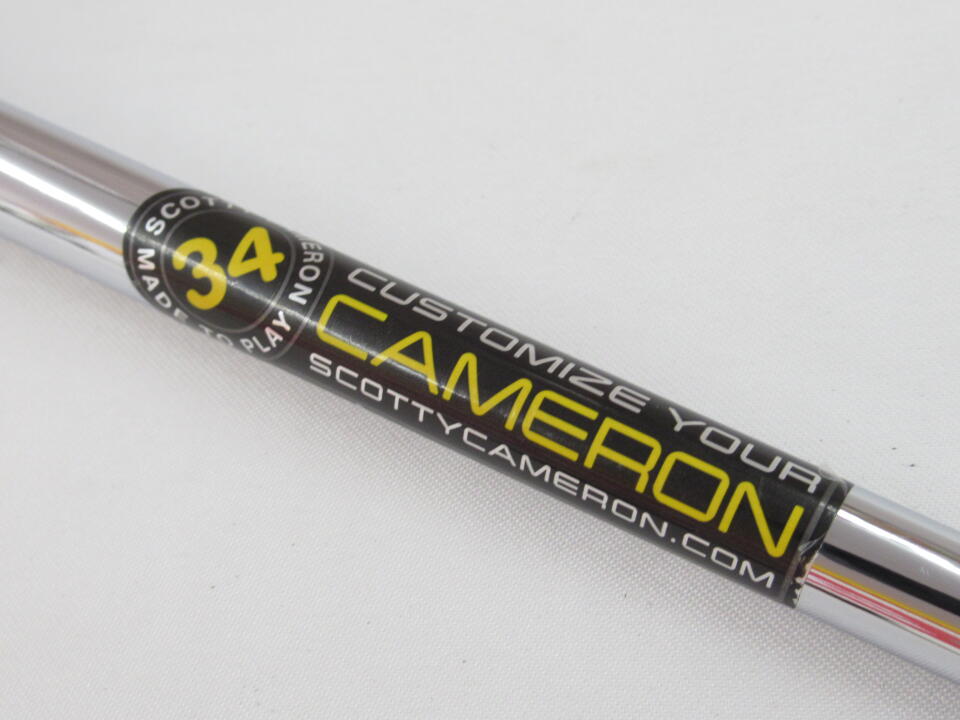 SCOTTY CAMERON
34
MADE TO PLAY
CUSTOMIZE YOUR
CAMERON
SCOTTYCAMERON.COM